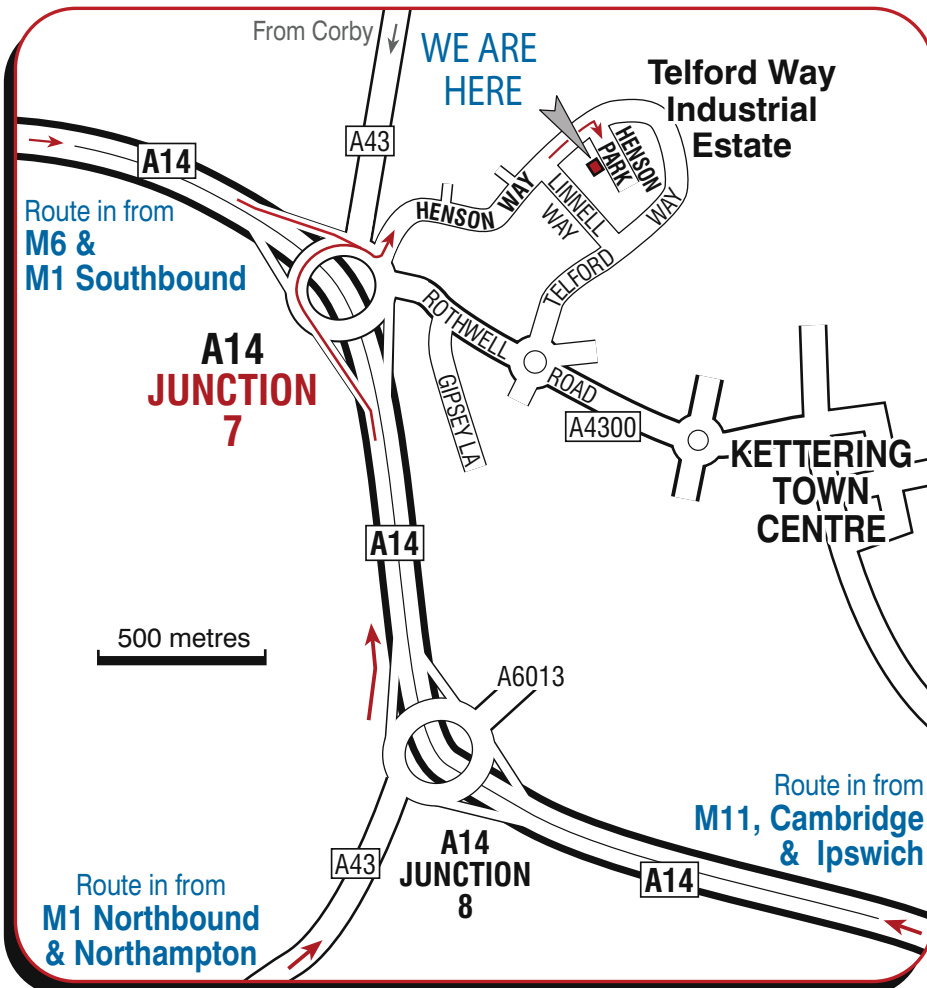 From Corby
WE ARE
HERE
Telford Way
Industrial
Estate
A43
A14
HENSON
PARK
HENSON WAY
LINNELL
WAY
WAY
TELFORD
Route in from
M6 &
M1 Southbound
ROTHWELL
ROAD
A14
JUNCTION
7
GIPSEY LA
A4300
KETTERING
TOWN
CENTRE
A14
500 metres
A6013
Route in from
M11, Cambridge
& Ipswich
A14
JUNCTION
8
A43
A14
Route in from
M1 Northbound
& Northampton